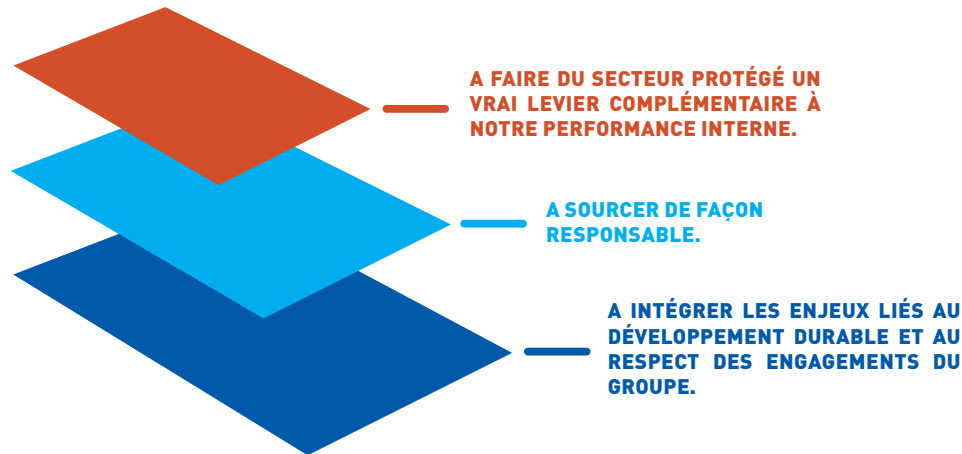 A FAIRE DU SECTEUR PROTÉGÉ UN
VRAI LEVIER COMPLÉMENTAIRE À
NOTRE PERFORMANCE INTERNE.
A SOURCER DE FAÇON
RESPONSABLE.
A INTÉGRER LES ENJEUX LIÉS AU
DÉVELOPPEMENT DURABLE ET AU
RESPECT DES ENGAGEMENTS DU
GROUPE.